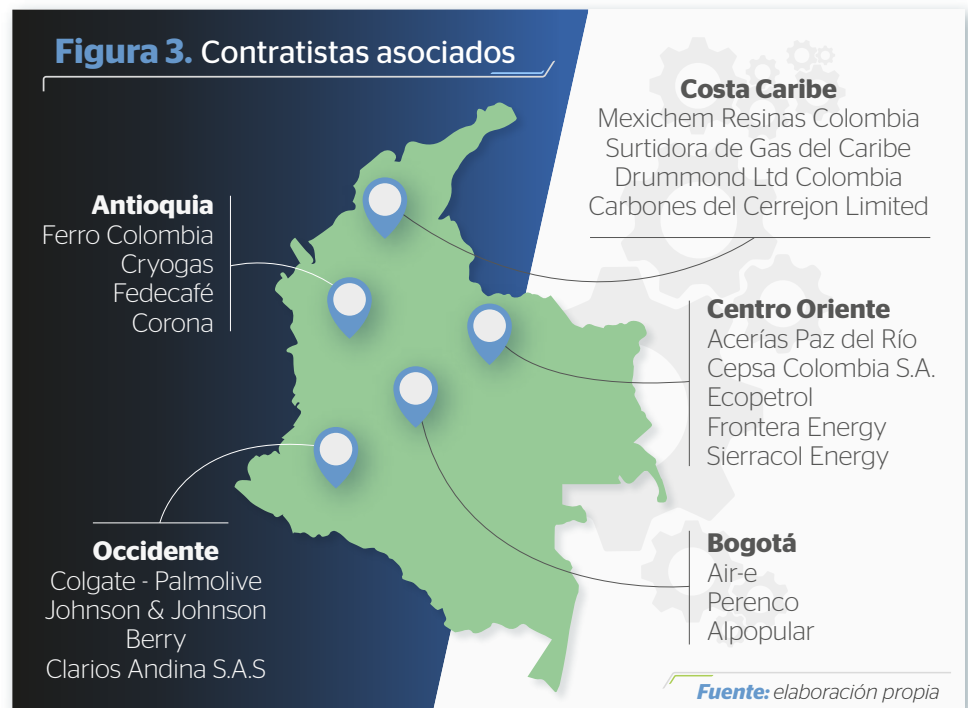 Figura 3. Contratistas asociados
Costa Caribe
Mexichem Resinas Colombia
Surtidora de Gas del Caribe
Drummond Ltd Colombia
Carbones del Cerrejon Limited
Antioquia
Ferro Colombia
Cryogas
Fedecafé
Corona
Centro Oriente
Acerías Paz del Río
Cepsa Colombia S.A.
Ecopetrol
Frontera Energy
Sierracol Energy
Occidente
Colgate - Palmolive
Johnson & Johnson
Berry
Clarios Andina S.A.S
Bogotá
Air-e
Perenco
Alpopular
Fuente: elaboración propia